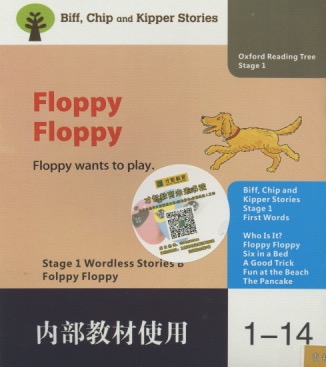 Biff, Chip and Kipper Stories
Oxford Reading Tree
Stage 1
Floppy
Floppy
Floppy wants to play.
Biff, Chip and
Kipper Stories
Stage 1
First Words
Who Is It?
Floppy Floppy
Six in a Bed
A Good Trick
Fun at the Beach
The Pancake
Stage 1 Wordless Stories B
Folppy Floppy
内部教材使用
1-14